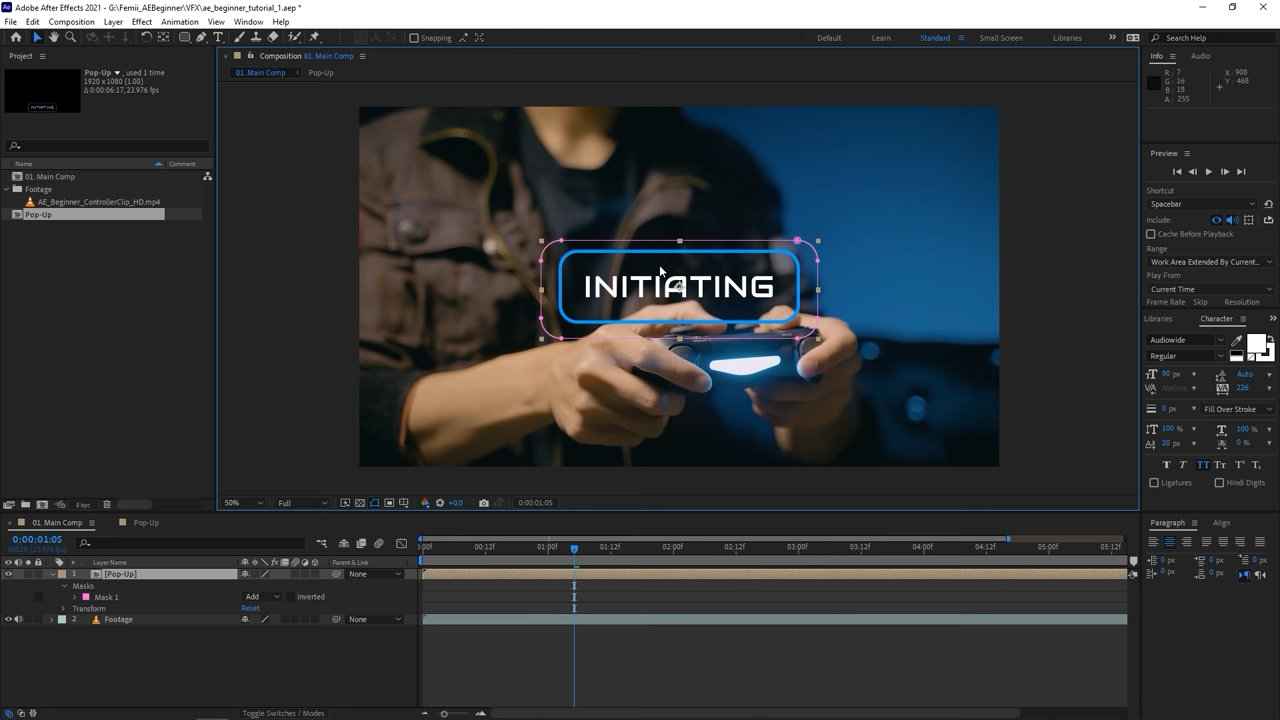 Adobe After Effects 2021 - G:\Femii_AEBeginner\VFX\ae_beginner_tutorial_1.aep *
File Edit Composition Layer Effect Animation View Window Help
Snapping
Default Learn Standard Small Screen Libraries Search Help
Project
Composition 01. Main Comp
Info Audio
Pop-Up , used 1 time
1920 x 1080 (1.00)
Δ 0:00:06:17, 23.976 fps
01. Main Comp Pop-Up
R : 7
G : 16
B : 18
A : 255
X : 908
Y : 468
Name Comment
01. Main Comp
Footage
AE_Beginner_ControllerClip_HD.mp4
Pop-Up
INITIATING
Preview
Shortcut
Spacebar
Include:
Cache Before Playback
Range
Work Area Extended By Current...
Play From
Current Time
Frame Rate Skip Resolution
Libraries Character
Audiowide
Regular
90 px Auto
Metrics 226
0 px Fill Over Stroke
100 % 100 %
20 px 0 %
Ligatures Hindi Digits
8 bpc
50% Full +0.0 0:00:01:05
01. Main Comp Pop-Up
0:00:01:05
00029 (23.976 fps)
:00f 00:12f 01:00f 01:12f 02:00f 02:12f 03:00f 03:12f 04:00f 04:12f 05:00f 05:12f
# Layer Name Parent & Link
1 [Pop-Up] None
Masks
Mask 1 Add Inverted
Transform Reset
2 Footage None
Toggle Switches / Modes
Paragraph Align
0 px 0 px 0 px
0 px 0 px